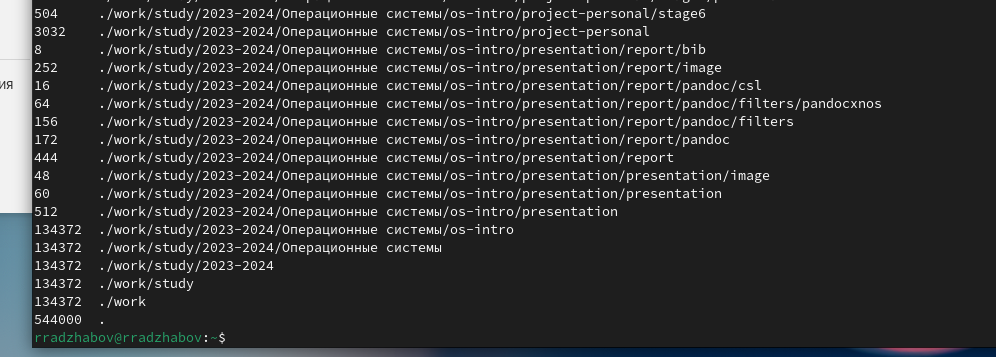 504 ./work/study/2023-2024/Операционные системы/os-intro/project-personal/stage6
3032 ./work/study/2023-2024/Операционные системы/os-intro/project-personal
8 ./work/study/2023-2024/Операционные системы/os-intro/presentation/report/bib
252 ./work/study/2023-2024/Операционные системы/os-intro/presentation/report/image
ия
16 ./work/study/2023-2024/Операционные системы/os-intro/presentation/report/pandoc/csl
64 ./work/study/2023-2024/Операционные системы/os-intro/presentation/report/pandoc/filters/pandocxnos
156 ./work/study/2023-2024/Операционные системы/os-intro/presentation/report/pandoc/filters
172 ./work/study/2023-2024/Операционные системы/os-intro/presentation/report/pandoc
444 ./work/study/2023-2024/Операционные системы/os-intro/presentation/report
48 ./work/study/2023-2024/Операционные системы/os-intro/presentation/presentation/image
60 ./work/study/2023-2024/Операционные системы/os-intro/presentation/presentation
512 ./work/study/2023-2024/Операционные системы/os-intro/presentation
134372 ./work/study/2023-2024/Операционные системы/os-intro
134372 ./work/study/2023-2024/Операционные системы
134372 ./work/study/2023-2024
134372 ./work/study
134372 ./work
544000 .
rradzhabov@rradzhabov:~$